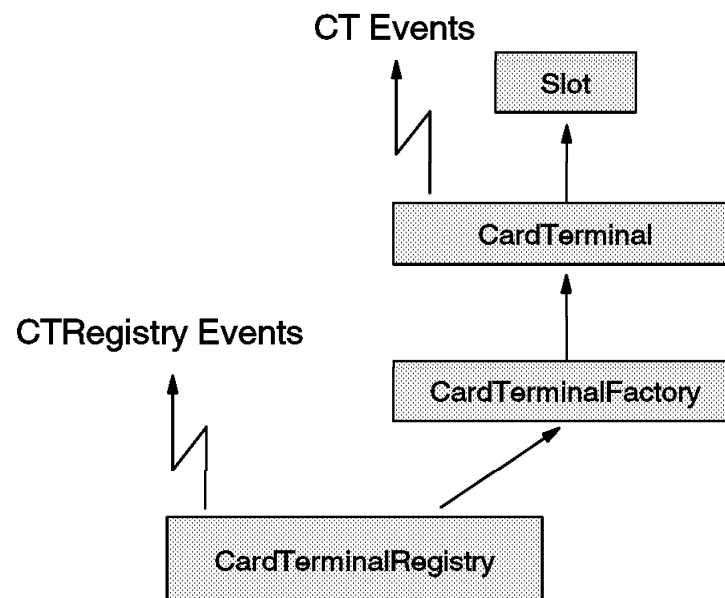 CT Events
Slot
CardTerminal
CTRegistry Events
CardTerminalFactory
CardTerminalRegistry